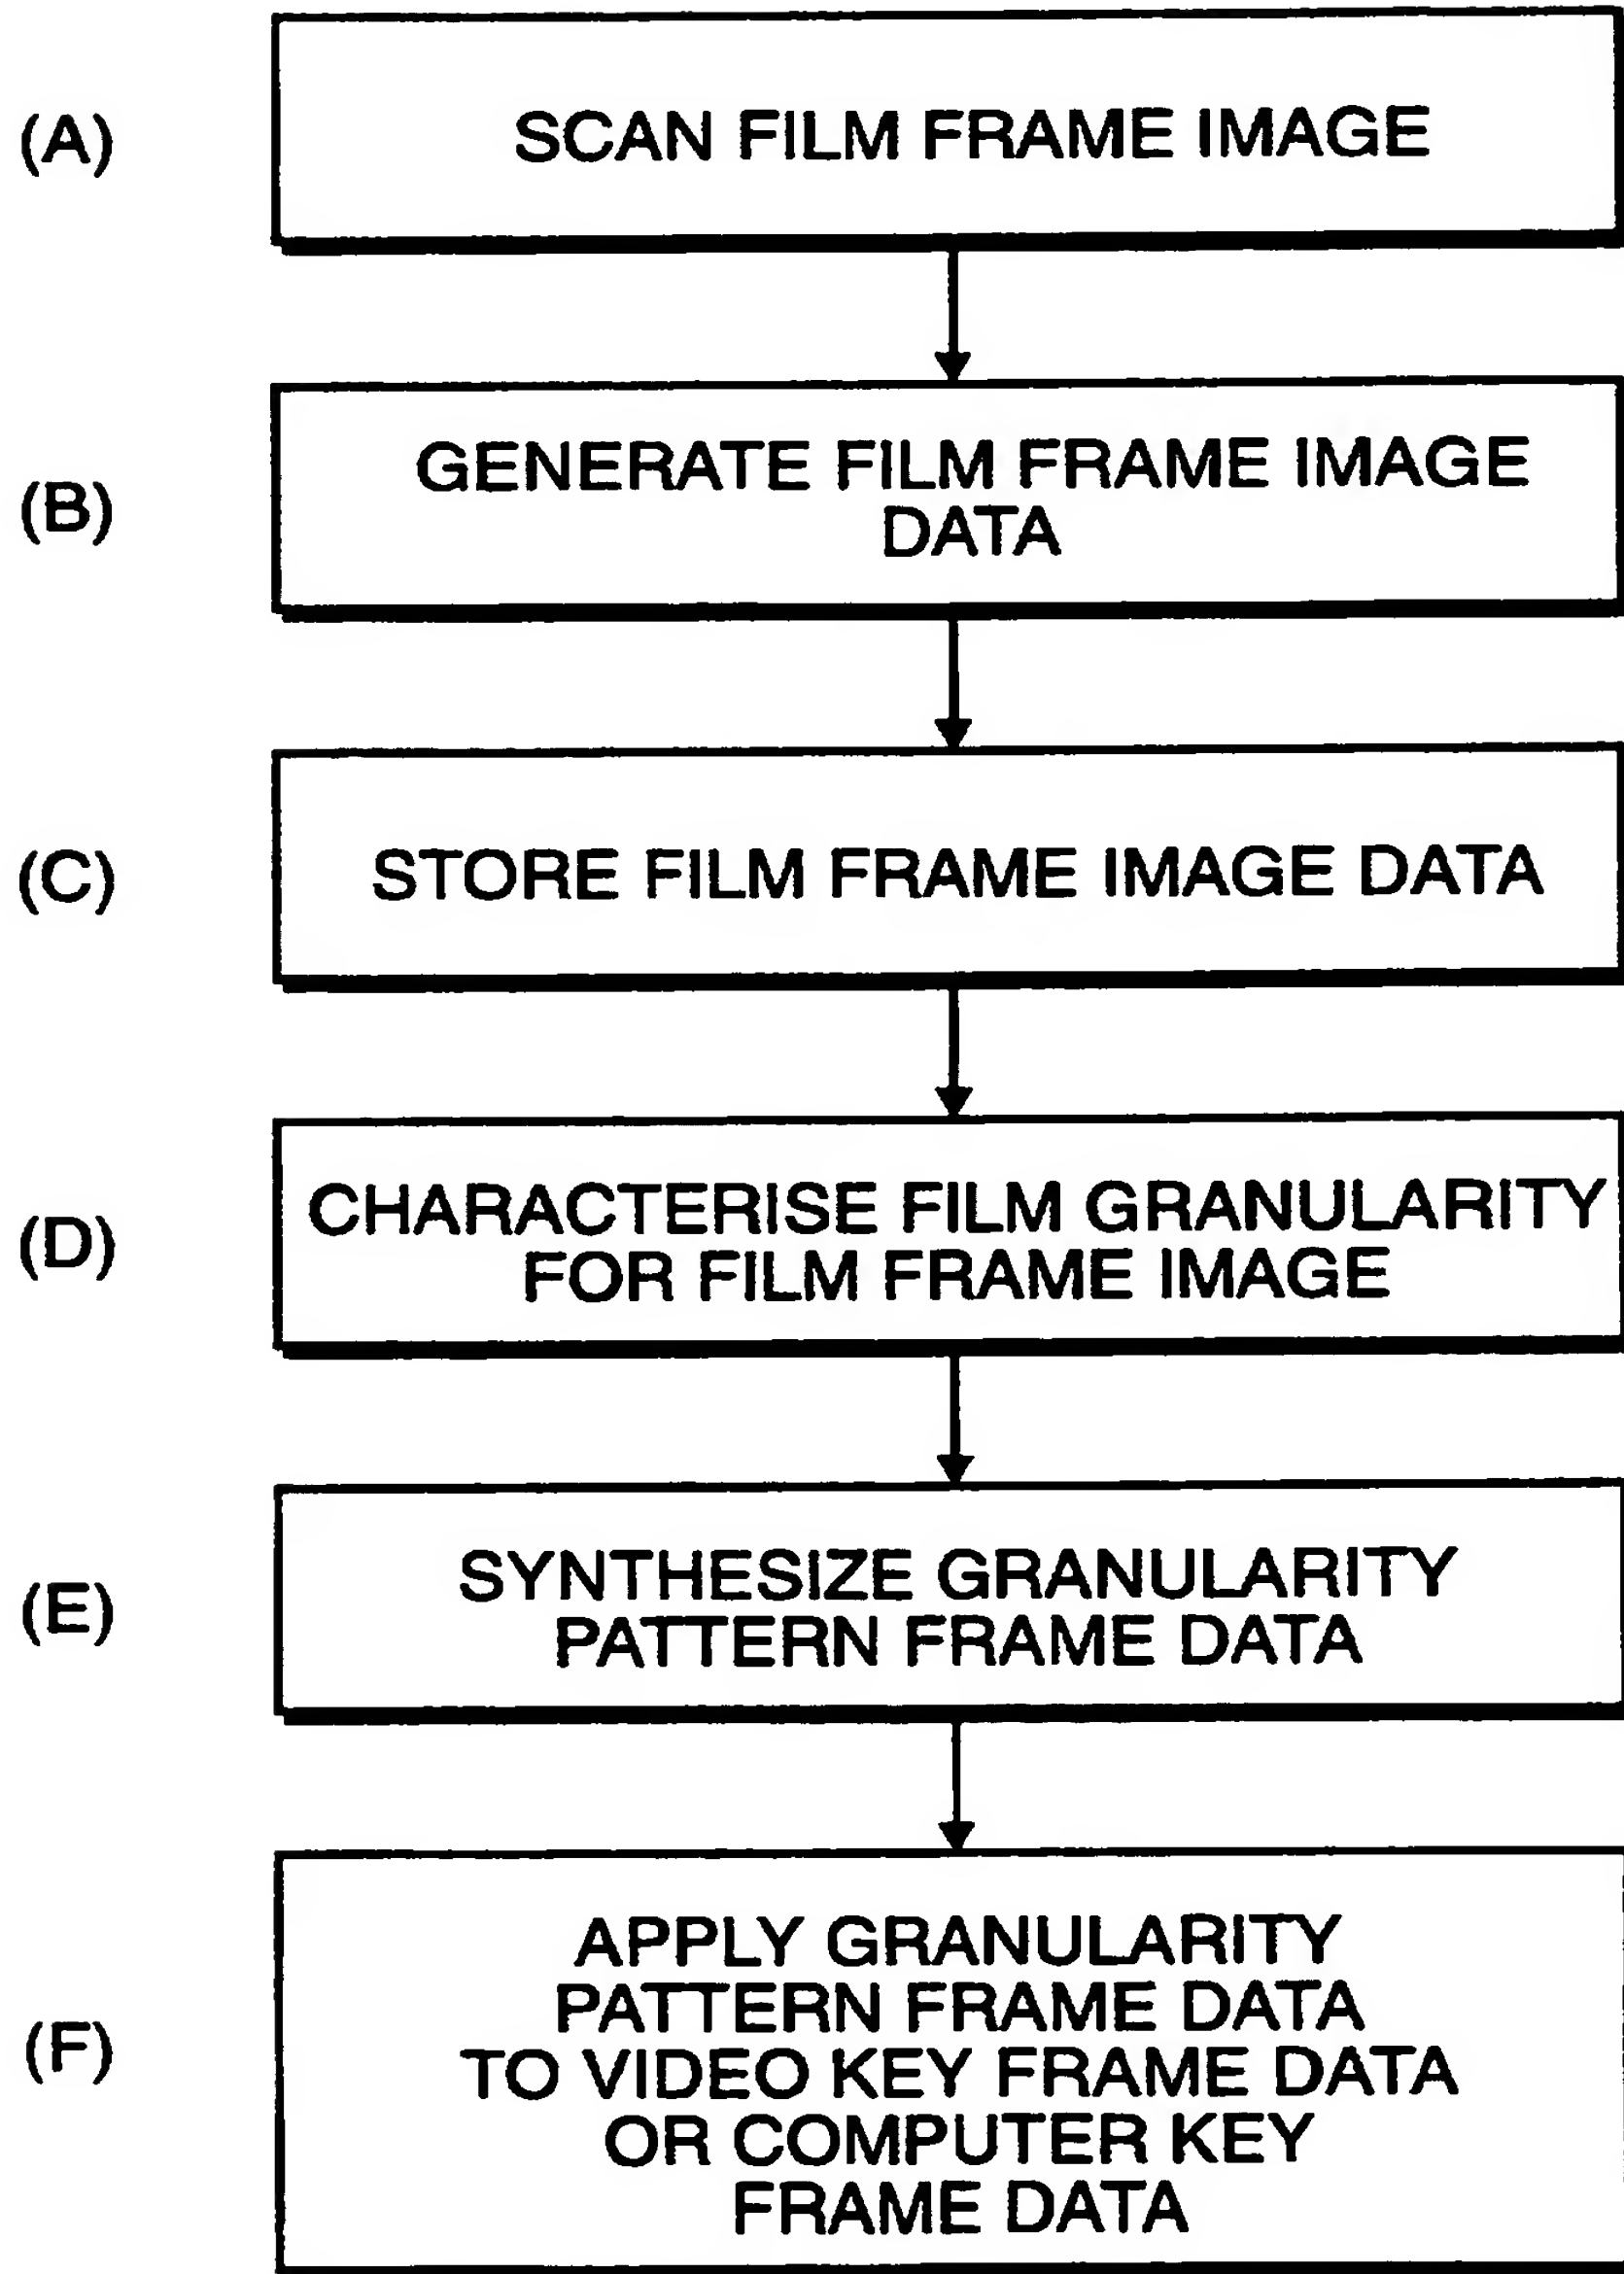 (A)
SCAN FILM FRAME IMAGE
(B)
GENERATE FILM FRAME IMAGE
DATA
(C)
STORE FILM FRAME IMAGE DATA
(D)
CHARACTERISE FILM GRANULARITY
FOR FILM FRAME IMAGE
(E)
SYNTHESIZE GRANULARITY
PATTERN FRAME DATA
(F)
APPLY GRANULARITY
PATTERN FRAME DATA
TO VIDEO KEY FRAME DATA
OR COMPUTER KEY
FRAME DATA